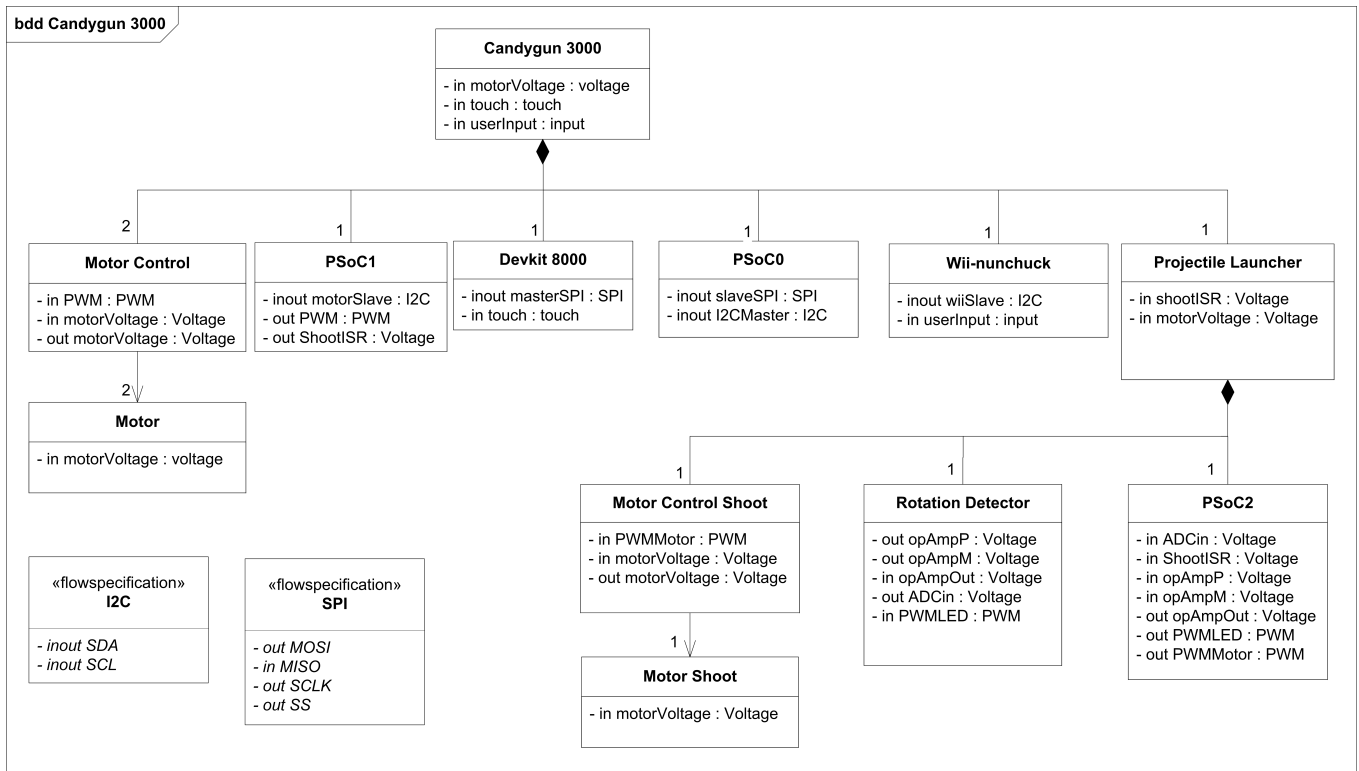 bdd Candygun 3000
Candygun 3000
- in motorVoltage : voltage
- in touch : touch
- in userInput : input
2
1
1
1
1
1
Motor Control
- in PWM : PWM
- in motorVoltage : Voltage
- out motorVoltage : Voltage
PSoC1
- inout motorSlave : I2C
- out PWM : PWM
- out ShootISR : Voltage
Devkit 8000
- inout masterSPI : SPI
- in touch : touch
PSoC0
- inout slaveSPI : SPI
- inout I2CMaster : I2C
Wii-nunchuck
- inout wiiSlave : I2C
- in userInput : input
Projectile Launcher
- in shootISR : Voltage
- in motorVoltage : Voltage
2
Motor
- in motorVoltage : voltage
1
1
1
Motor Control Shoot
- in PWMMotor : PWM
- in motorVoltage : Voltage
- out motorVoltage : Voltage
Rotation Detector
- out opAmpP : Voltage
- out opAmpM : Voltage
- in opAmpOut : Voltage
- out ADCin : Voltage
- in PWMLED : PWM
PSoC2
- in ADCin : Voltage
- in ShootISR : Voltage
- in opAmpP : Voltage
- in opAmpM : Voltage
- out opAmpOut : Voltage
- out PWMLED : PWM
- out PWMMotor : PWM
«flowspecification»
I2C
- inout SDA
- inout SCL
«flowspecification»
SPI
- out MOSI
- in MISO
- out SCLK
- out SS
1
Motor Shoot
- in motorVoltage : Voltage